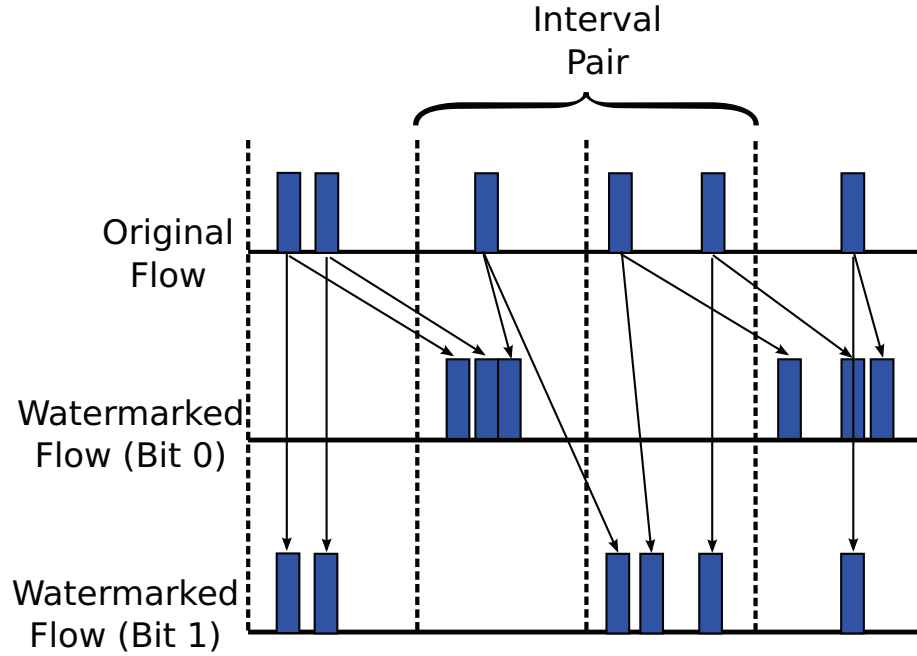 Interval
Pair
Original
Flow
Watermarked
Flow (Bit 0)
Watermarked
Flow (Bit 1)